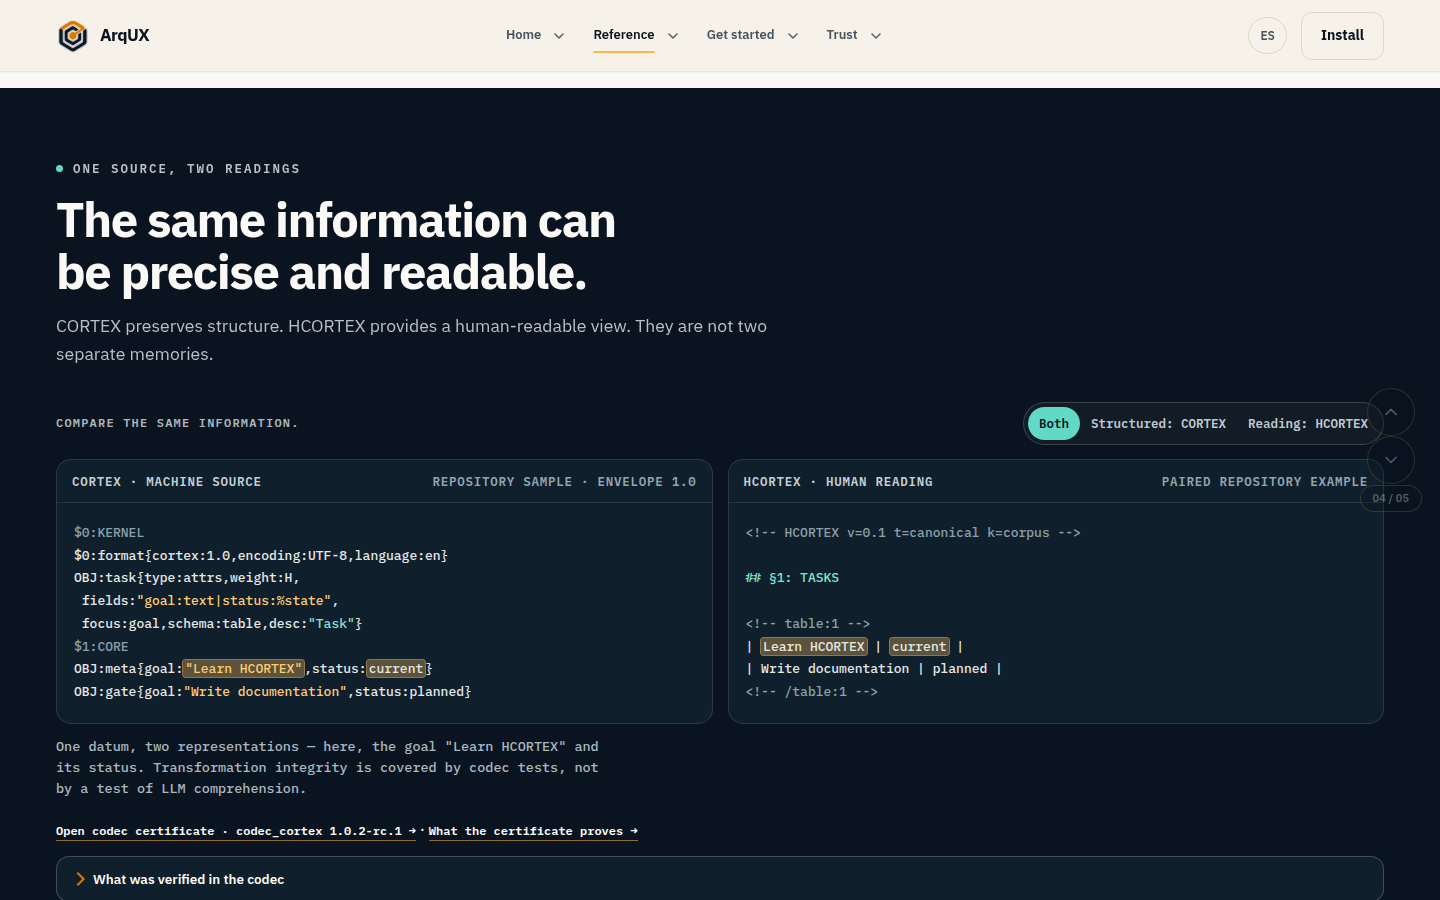 ArqUX
Home Reference Get started Trust ES Install
ONE SOURCE, TWO READINGS
The same information can
be precise and readable.
CORTEX preserves structure. HCORTEX provides a human-readable view. They are not two
separate memories.
COMPARE THE SAME INFORMATION.
Both Structured: CORTEX Reading: HCORTEX
04 / 05
CORTEX · MACHINE SOURCE REPOSITORY SAMPLE · ENVELOPE 1.0
$0:KERNEL
$0:format{cortex:1.0,encoding:UTF-8,language:en}
OBJ:task{type:attrs,weight:H,
fields:"goal:text|status:%state",
focus:goal,schema:table,desc:"Task"}
$1:CORE
OBJ:meta{goal:"Learn HCORTEX",status:current}
OBJ:gate{goal:"Write documentation",status:planned}
HCORTEX · HUMAN READING PAIRED REPOSITORY EXAMPLE
<!-- HCORTEX v=0.1 t=canonical k=corpus -->
## §1: TASKS
<!-- table:1 -->
| Learn HCORTEX | current |
| Write documentation | planned |
<!-- /table:1 -->
One datum, two representations — here, the goal "Learn HCORTEX" and
its status. Transformation integrity is covered by codec tests, not
by a test of LLM comprehension.
Open codec certificate · codec_cortex 1.0.2-rc.1 → · What the certificate proves →
What was verified in the codec